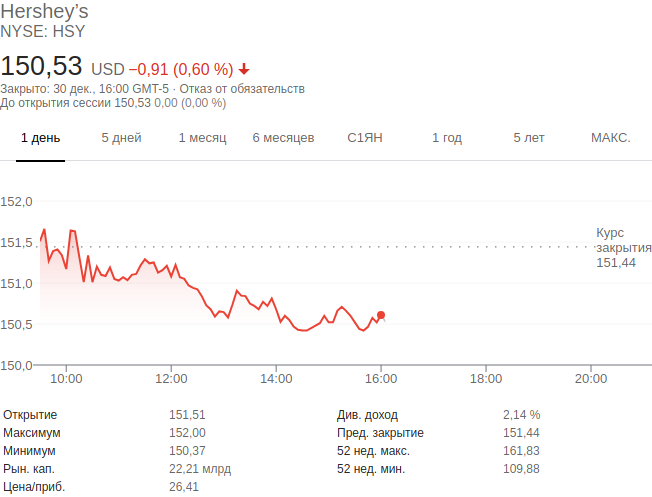 Hershey’s
NYSE: HSY
150,53 USD −0,91 (0,60 %)
Закрыто: 30 дек., 16:00 GMT-5 · Отказ от обязательств
До открытия сессии 150,53 0,00 (0,00 %)
1 день 5 дней 1 месяц 6 месяцев С1ЯН 1 год 5 лет МАКС.
152,0
151,5
151,0
150,5
150,0
Курс
закрытия
151,44
10:00 12:00 14:00 16:00 18:00 20:00
Открытие 151,51 Див. доход 2,14 %
Максимум 152,00 Пред. закрытие 151,44
Минимум 150,37 52 нед. макс. 161,83
Рын. кап. 22,21 млрд 52 нед. мин. 109,88
Цена/приб. 26,41